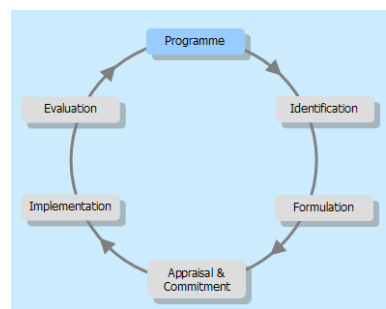 Programme
Identification
Formulation
Appraisal &
Commitment
Implementation
Evaluation